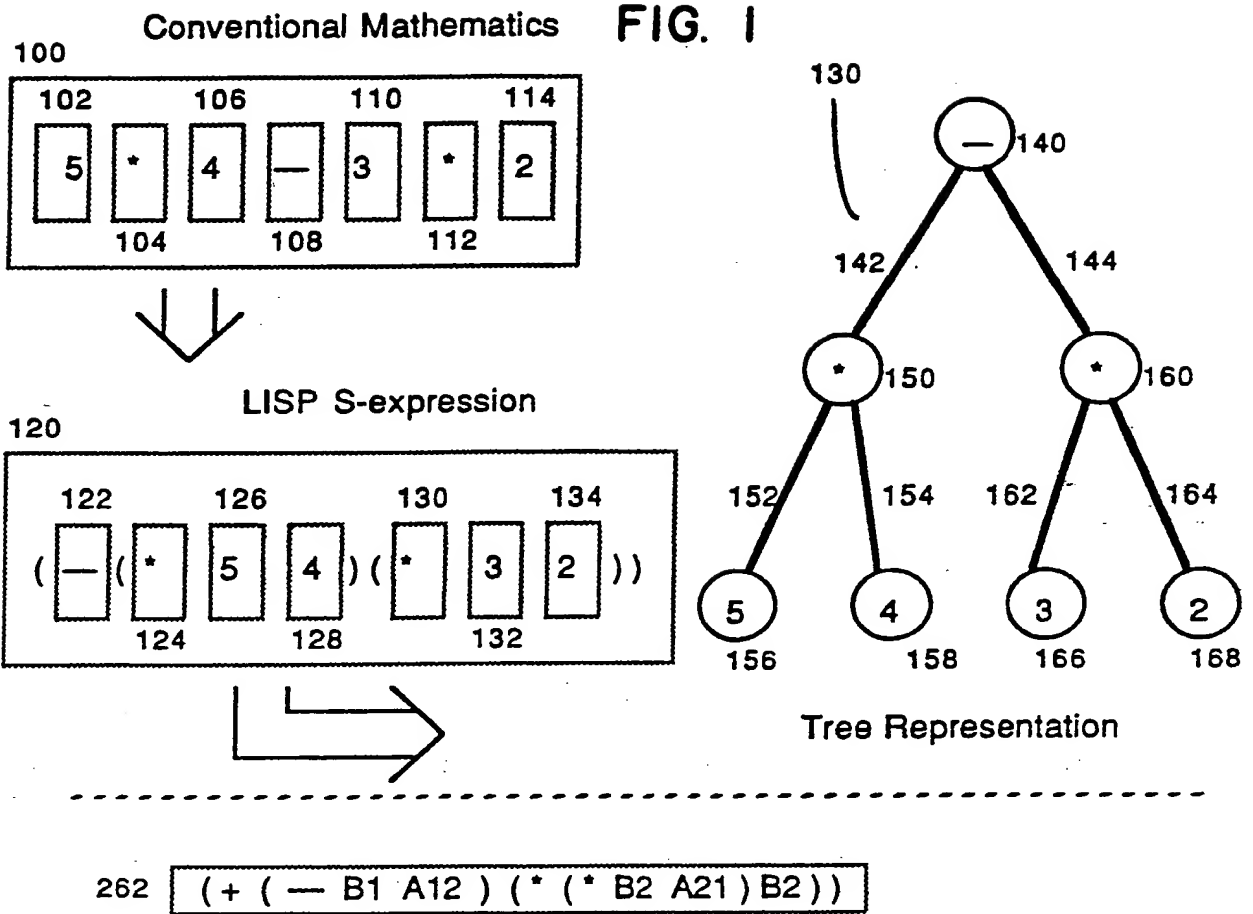 Conventional Mathematics
FIG. 1
100
102 106 110 114
5 * 4 — 3 * 2
104 108 112
LISP S-expression
120
122 126 130 134
( — ( * 5 4 ) ( * 3 2 ) )
124 128 132
130
— 140
142 144
* 150 * 160
152 154 162 164
5 4 3 2
156 158 166 168
Tree Representation
262 ( + ( — B1 A12 ) ( * ( * B2 A21 ) B2 ) )